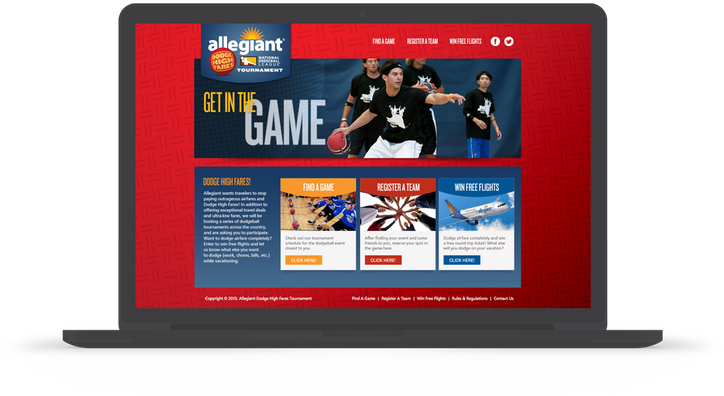 allegiant
DODGE
HIGH
FARES
NATIONAL
DODGEBALL
LEAGUE
TOURNAMENT
FIND A GAME
REGISTER A TEAM
WIN FREE FLIGHTS
GET IN THE
GAME
DODGE HIGH FARES!
Allegiant wants travelers to stop
paying outrageous airfares and
Dodge High Fares! In addition to
offering exceptional travel deals
and ultra-low fares, we will be
hosting a series of dodgeball
tournaments across the country,
and are asking you to participate.
Want to dodge airfare completely?
Enter to win free flights and let
us know what else you want
to dodge (work, chores, bills, etc.)
while vacationing.
FIND A GAME
Check out our tournament
schedule for the dodgeball event
closest to you.
CLICK HERE!
REGISTER A TEAM
After finding your event and some
friends to join, reserve your spot in
the game here.
CLICK HERE!
WIN FREE FLIGHTS
Dodge airfare completely and win
a free round trip ticket! What else
will you dodge on your vacation?
CLICK HERE!
Copyright © 2015, Allegiant Dodge High Fares Tournament
Find A Game | Register A Team | Win Free Flights | Rules & Regulations | Contact Us